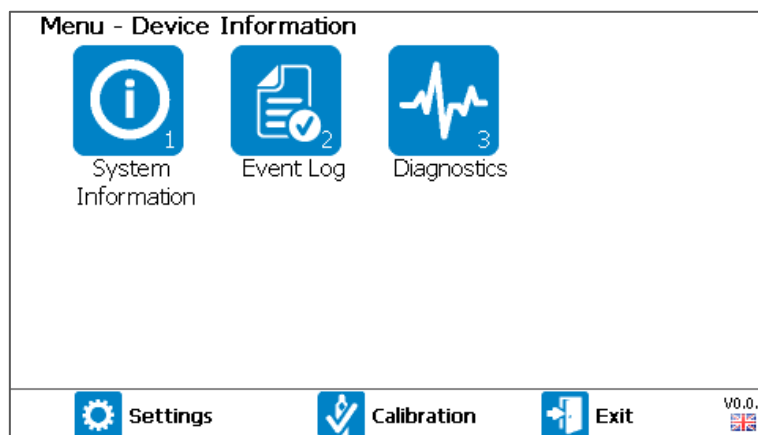 Menu - Device Information
1
2
3
System
Information
Event Log
Diagnostics
Settings
Calibration
Exit
V0.0.